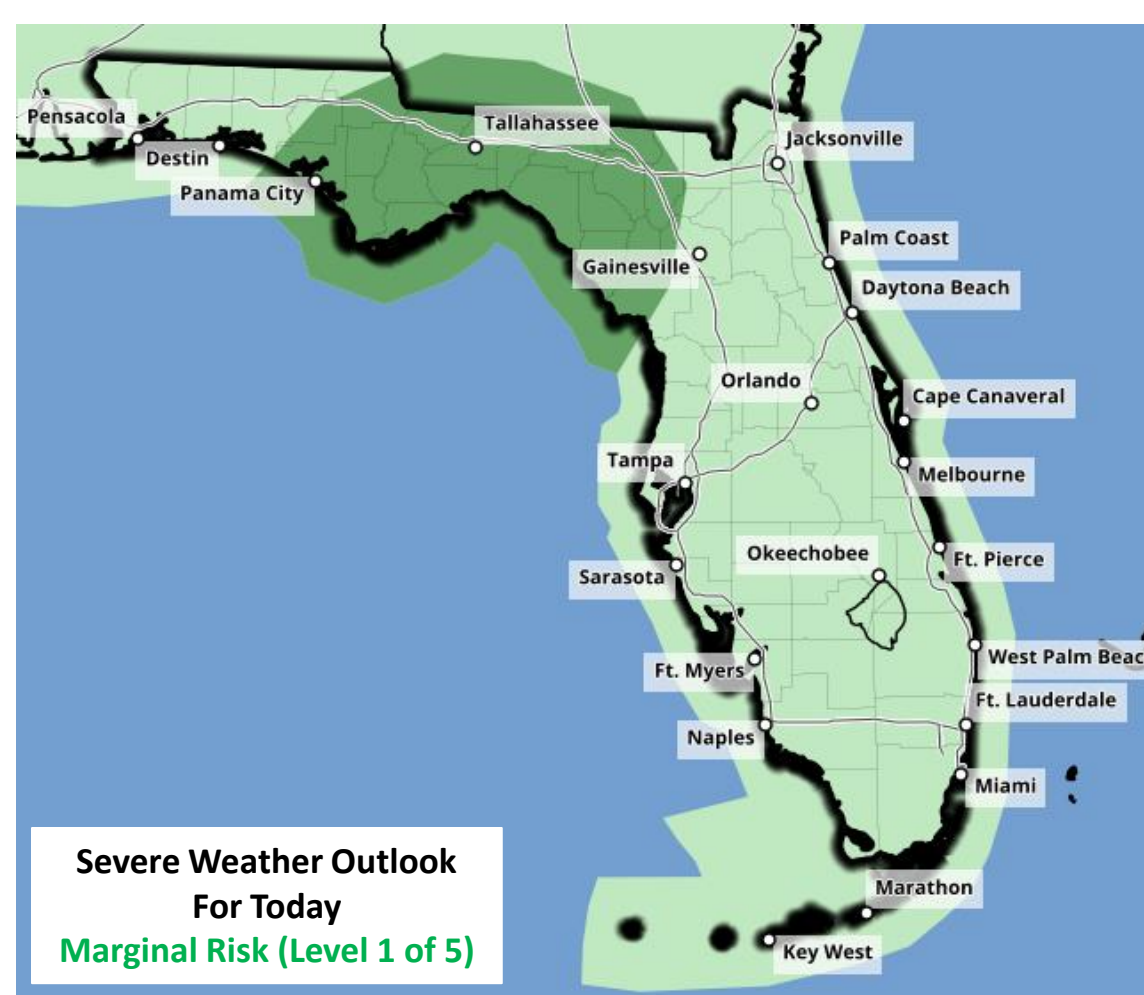 Pensacola
Tallahassee
Jacksonville
Destin
Panama City
Palm Coast
Gainesville
Daytona Beach
Orlando
Cape Canaveral
Tampa
Melbourne
Okeechobee
Ft. Pierce
Sarasota
West Palm Beac
Ft. Myers
Ft. Lauderdale
Naples
Miami
Severe Weather Outlook
For Today
Marginal Risk (Level 1 of 5)
Marathon
Key West